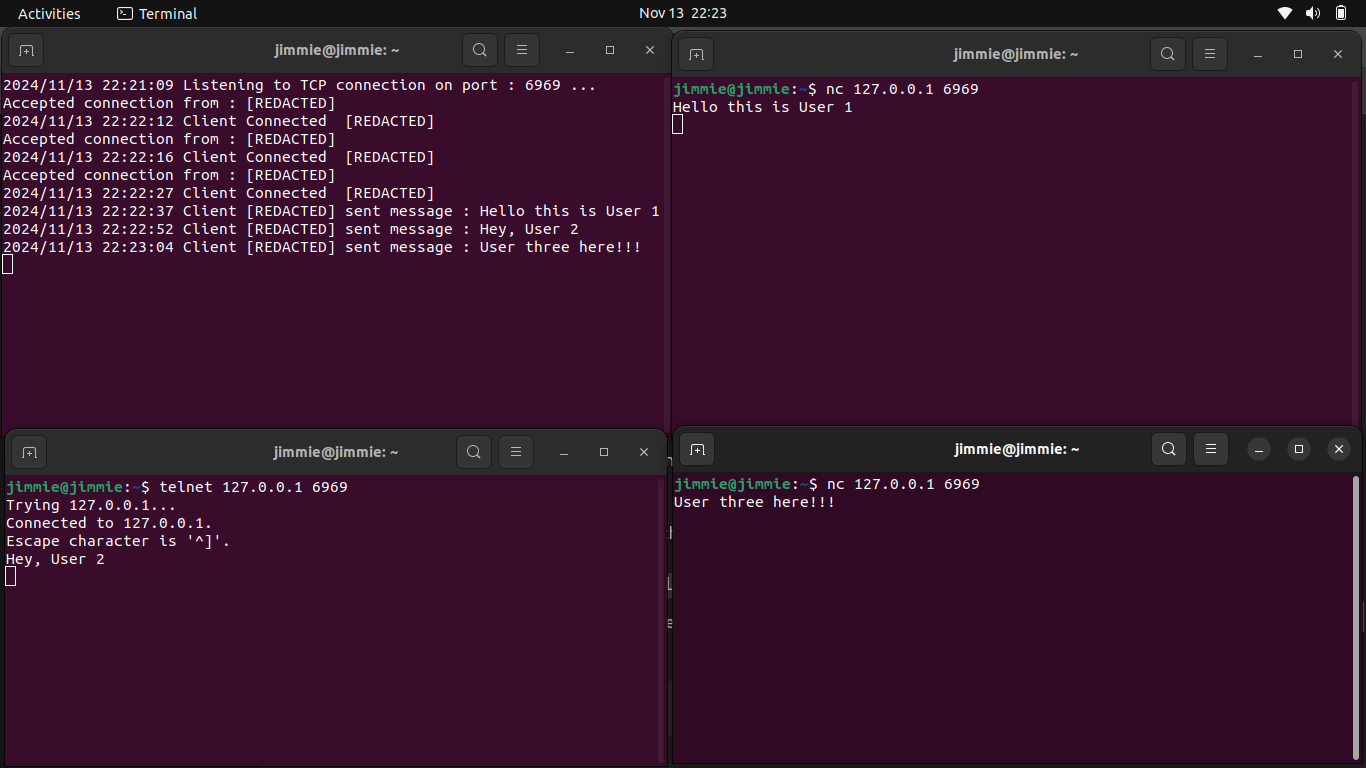 Activities Terminal Nov 13 22:23
jimmie@jimmie: ~
2024/11/13 22:21:09 Listening to TCP connection on port : 6969 ...
Accepted connection from : [REDACTED]
2024/11/13 22:22:12 Client Connected  [REDACTED]
Accepted connection from : [REDACTED]
2024/11/13 22:22:16 Client Connected  [REDACTED]
Accepted connection from : [REDACTED]
2024/11/13 22:22:27 Client Connected  [REDACTED]
2024/11/13 22:22:37 Client [REDACTED] sent message : Hello this is User 1
2024/11/13 22:22:52 Client [REDACTED] sent message : Hey, User 2
2024/11/13 22:23:04 Client [REDACTED] sent message : User three here!!!
jimmie@jimmie: ~
jimmie@jimmie:~$ nc 127.0.0.1 6969
Hello this is User 1
jimmie@jimmie: ~
jimmie@jimmie:~$ telnet 127.0.0.1 6969
Trying 127.0.0.1...
Connected to 127.0.0.1.
Escape character is '^]'.
Hey, User 2
jimmie@jimmie: ~
jimmie@jimmie:~$ nc 127.0.0.1 6969
User three here!!!